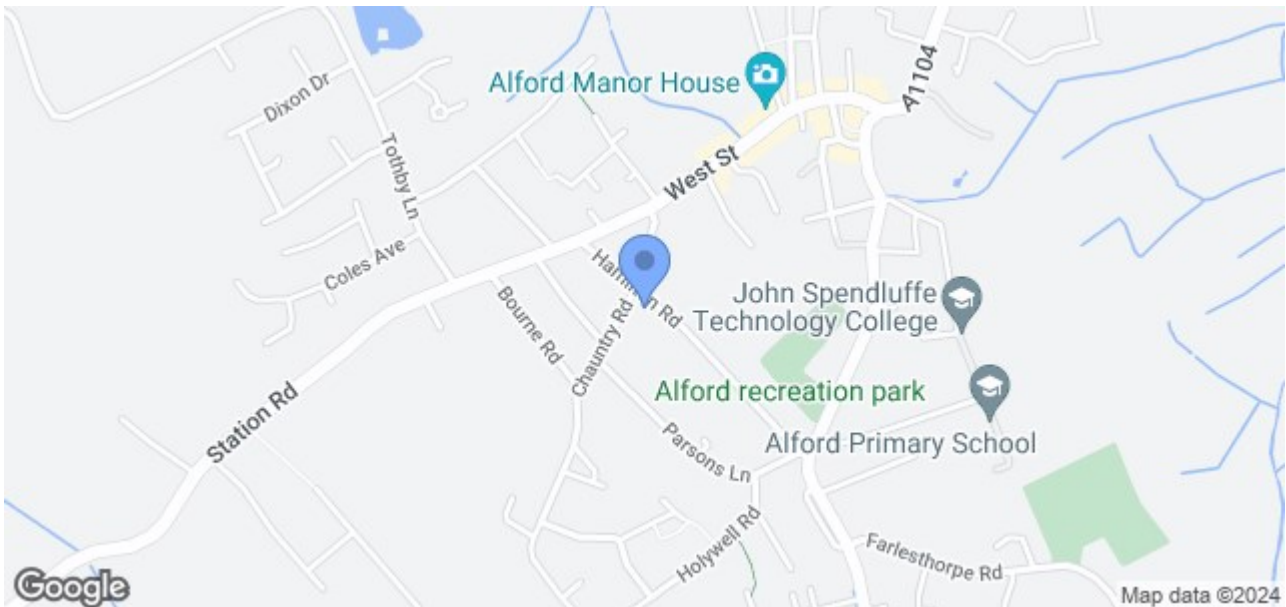 Alford Manor House
A1104
Dixon Dr
Tothby Ln
West St
Coles Ave
Bourne Rd
Chauntry Rd
John Spendluffe
Technology College
Station Rd
Alford recreation park
Alford Primary School
Parsons Ln
Holywell Rd
Farlesthorpe Rd
Google
Map data ©2024